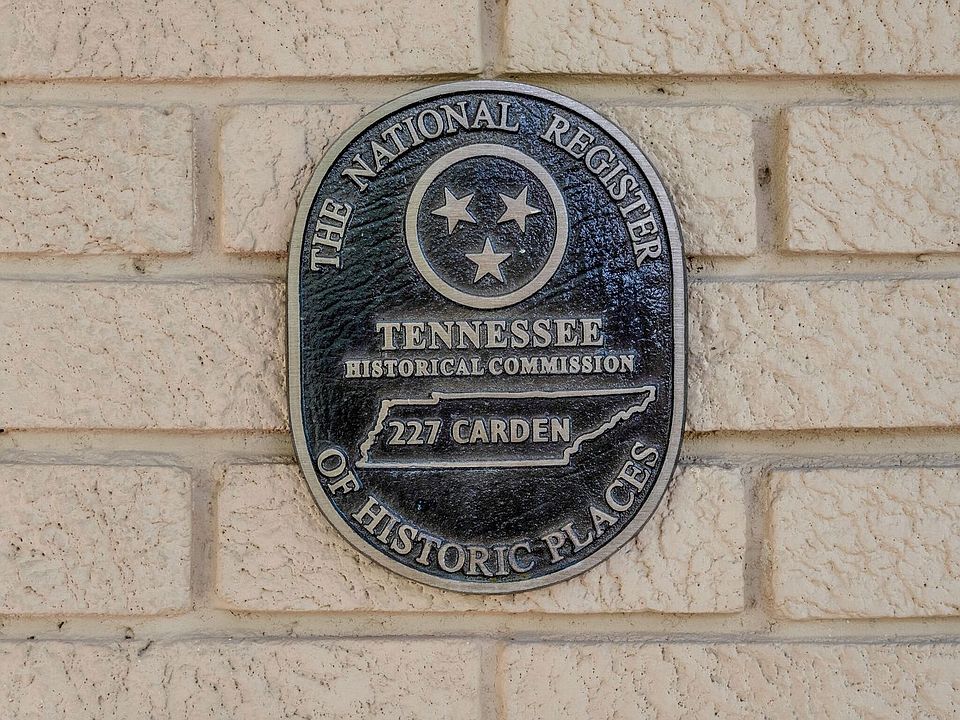 THE NATIONAL REGISTER
TENNESSEE
HISTORICAL COMMISSION
227 CARDEN
OF HISTORIC PLACES